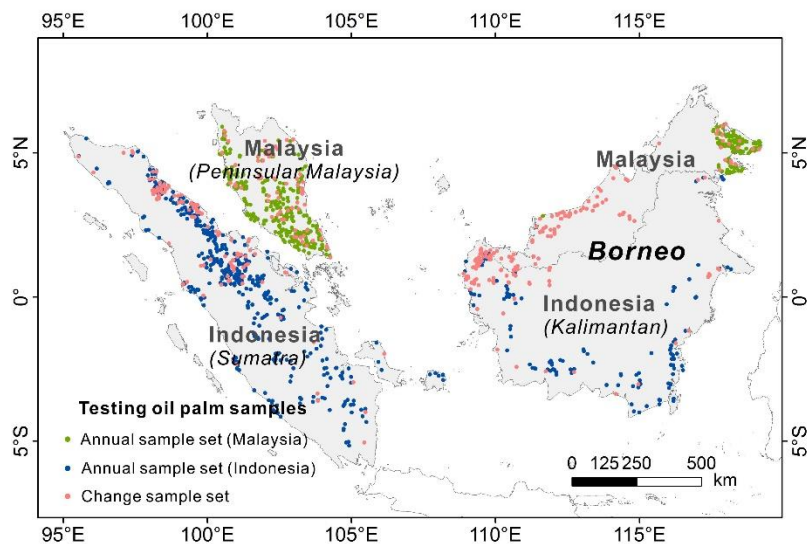 95°E 100°E 105°E 110°E 115°E
5°N 5°N
Malaysia
(Peninsular Malaysia)
Malaysia
Borneo
0° 0°
Indonesia
(Kalimantan)
Indonesia
(Sumatra)
Testing oil palm samples
Annual sample set (Malaysia)
Annual sample set (Indonesia)
Change sample set
5°S 5°S
0 125 250 500
km
95°E 100°E 105°E 110°E 115°E